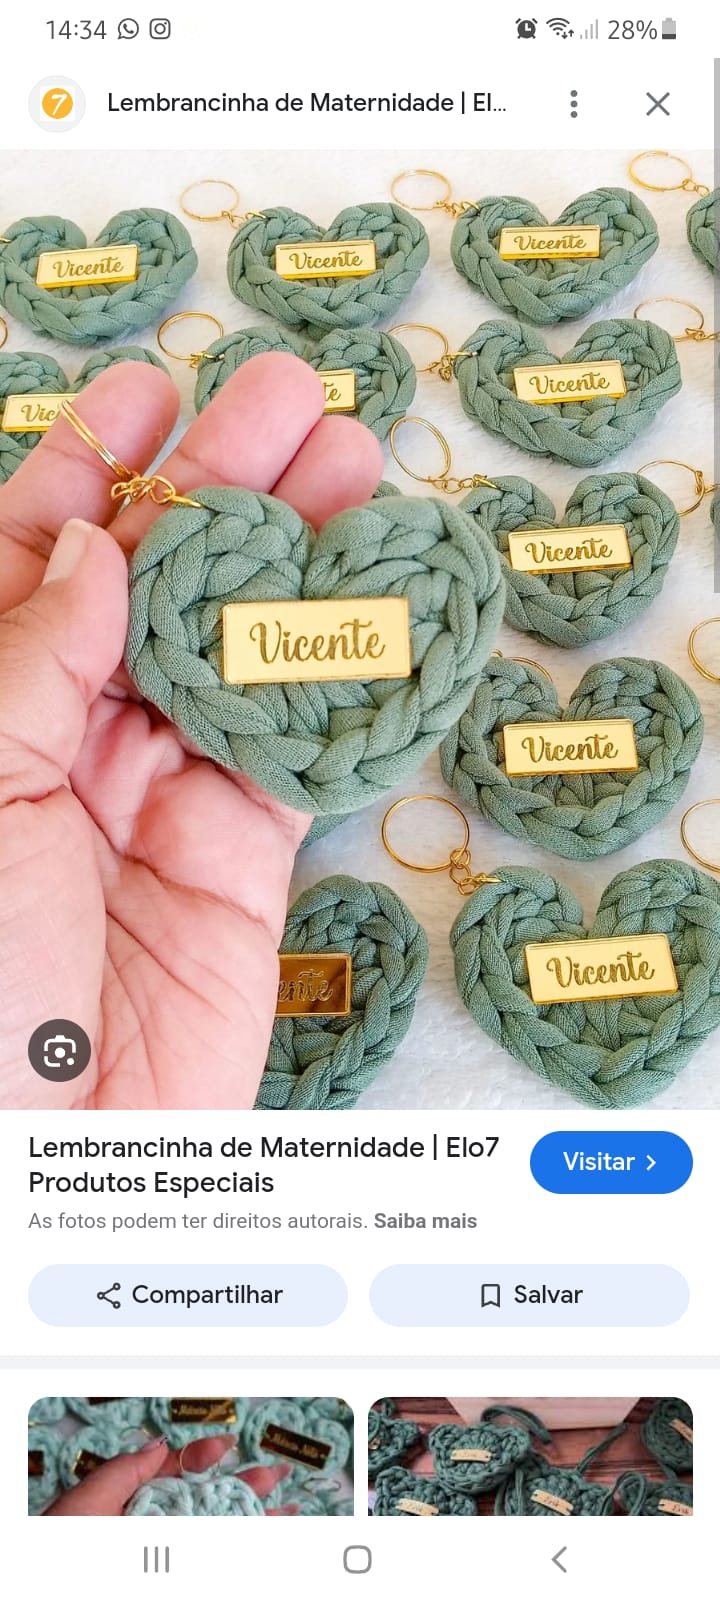 14:34
28%
7
Lembrancinha de Maternidade | El...
Vicente
Vicente
Vicente
Vicente
Vicente
Vicente
Vicente
Vicente
Lembrancinha de Maternidade | Elo7
Produtos Especiais
Visitar
As fotos podem ter direitos autorais. Saiba mais
Compartilhar
Salvar